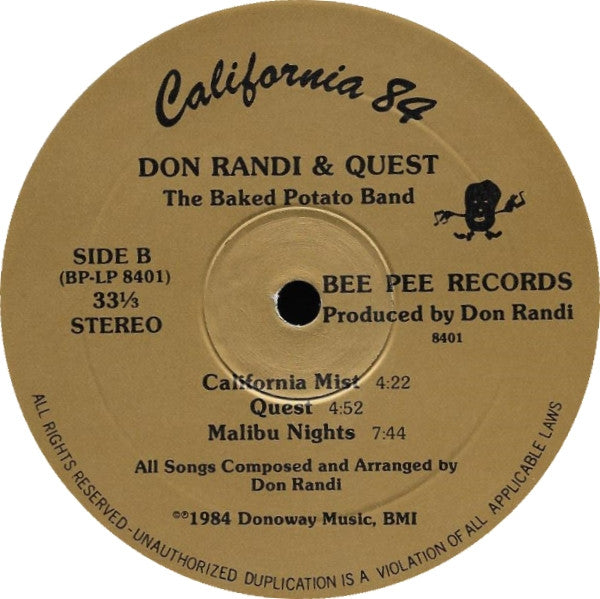 California 84
DON RANDI & QUEST
The Baked Potato Band
SIDE B
(BP-LP 8401)
33⅓
STEREO
BEE PEE RECORDS
Produced by Don Randi
8401
California Mist 4:22
Quest 4:52
Malibu Nights 7:44
All Songs Composed and Arranged by
Don Randi
©℗1984 Donoway Music, BMI
ALL RIGHTS RESERVED-UNAUTHORIZED DUPLICATION IS A VIOLATION OF ALL APPLICABLE LAWS